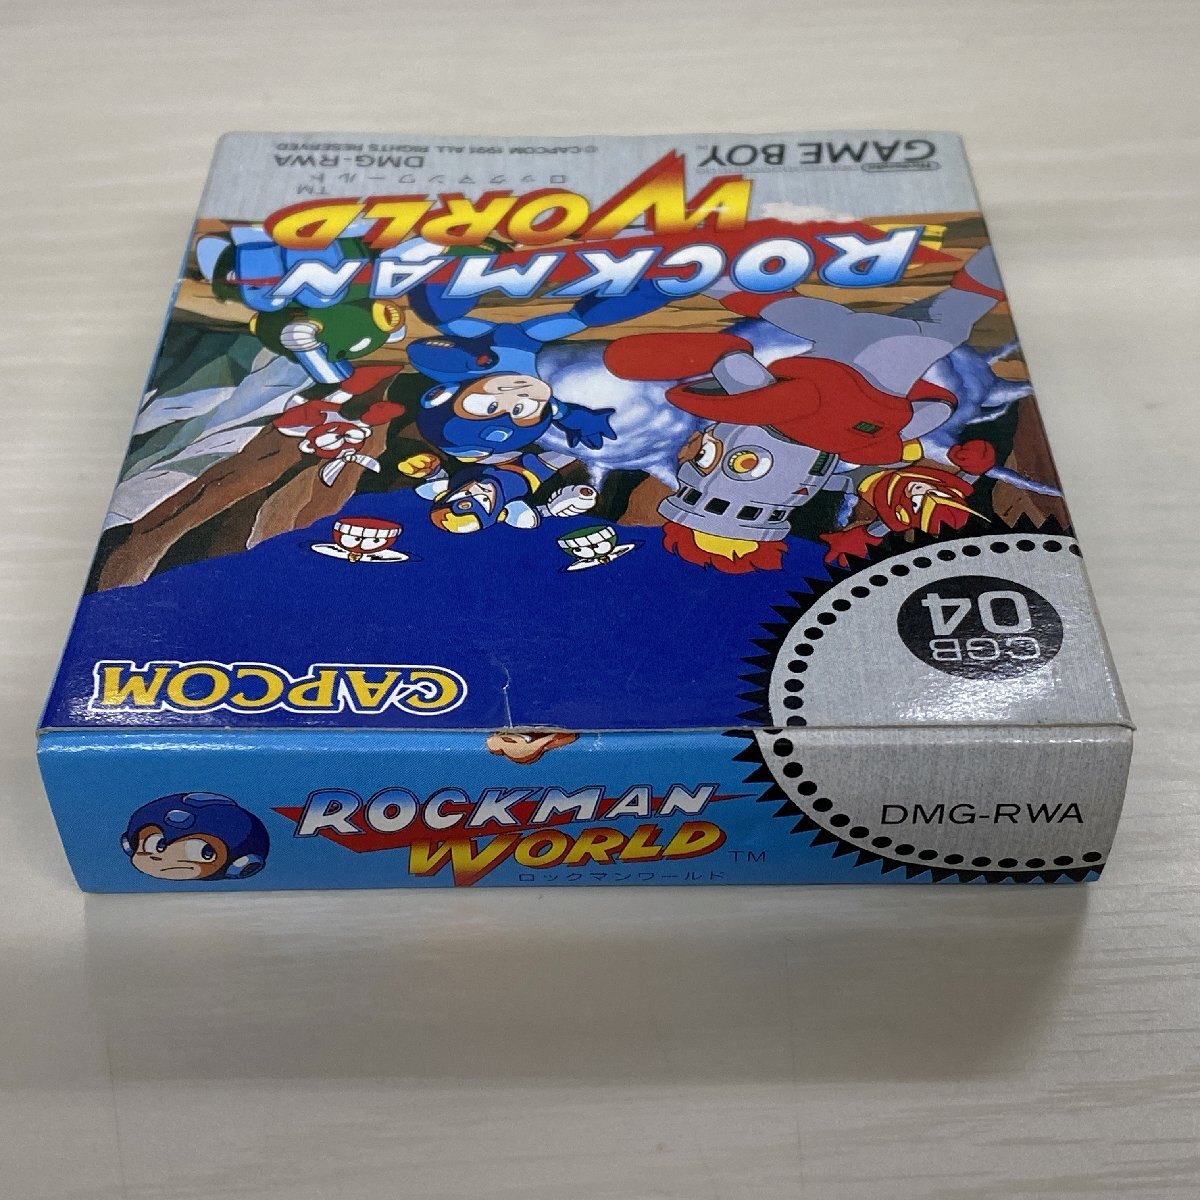 CAPCOM
CGB
04
ROCKMAN
WORLD
TM
ロックマンワールド
DMG-RWA
© CAPCOM 1991 ALL RIGHTS RESERVED
Nintendo
GAME BOY
TM
ROCKMAN
WORLD
TM
ロックマンワールド
DMG-RWA